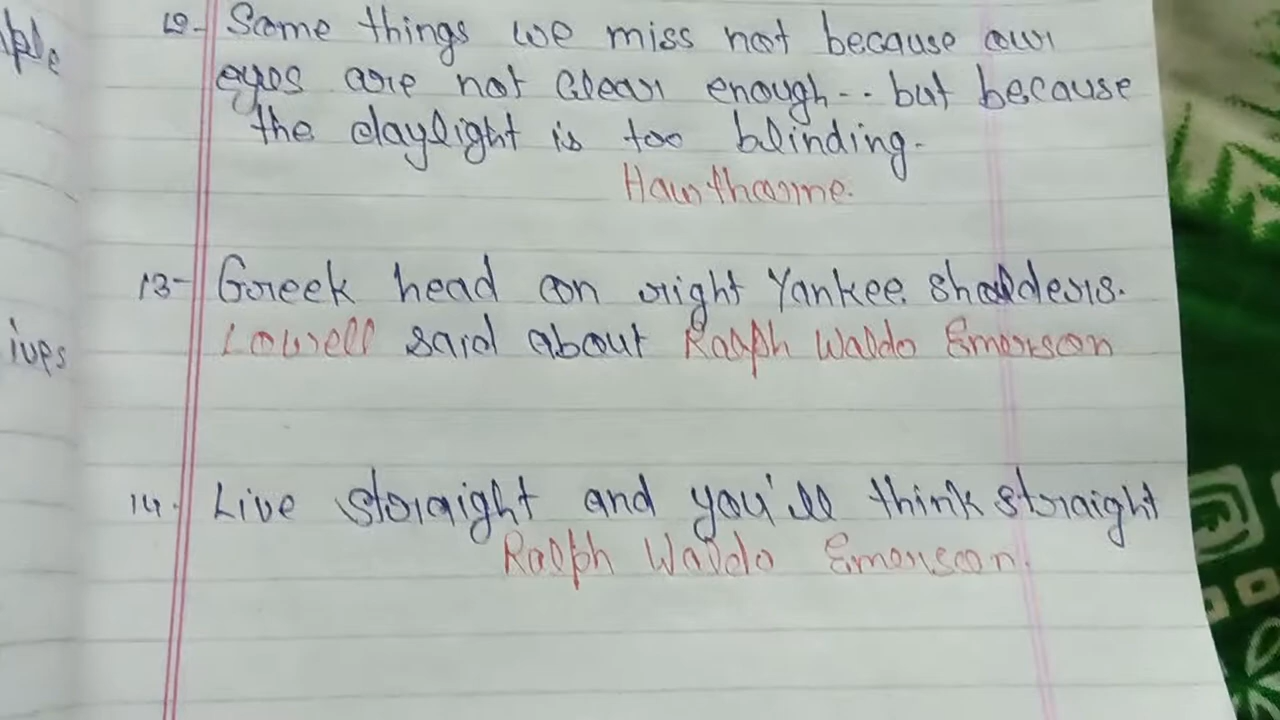 12- Some things we miss not because our
eyes are not clear enough-- but because
the daylight is too blinding-
Hawthorne.
13- Greek head on right Yankee shoulders.
Lowell said about Ralph Waldo Emerson
14. Live straight and you'll think straight
Ralph Waldo Emerson.